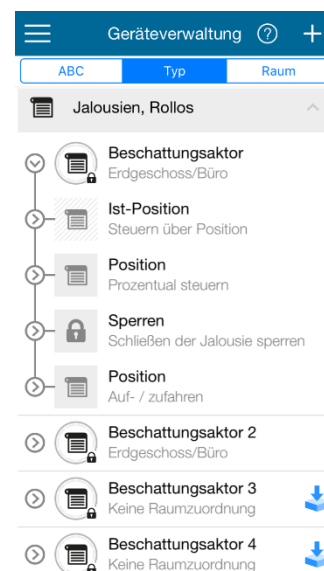 Geräteverwaltung ? +
ABC Typ Raum
Jalousien, Rollos
Beschattungsaktor
Erdgeschoss/Büro
Ist-Position
Steuern über Position
Position
Prozentual steuern
Sperren
Schließen der Jalousie sperren
Position
Auf- / zufahren
Beschattungsaktor 2
Erdgeschoss/Büro
Beschattungsaktor 3
Keine Raumzuordnung
Beschattungsaktor 4
Keine Raumzuordnung